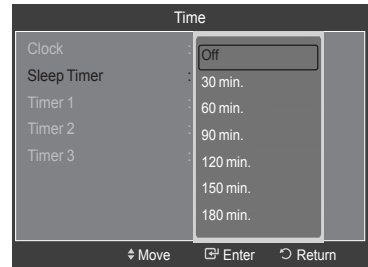 Time
Clock :
Sleep Timer :
Timer 1 :
Timer 2 :
Timer 3 :
Off
30 min.
60 min.
90 min.
120 min.
150 min.
180 min.
Move Enter Return